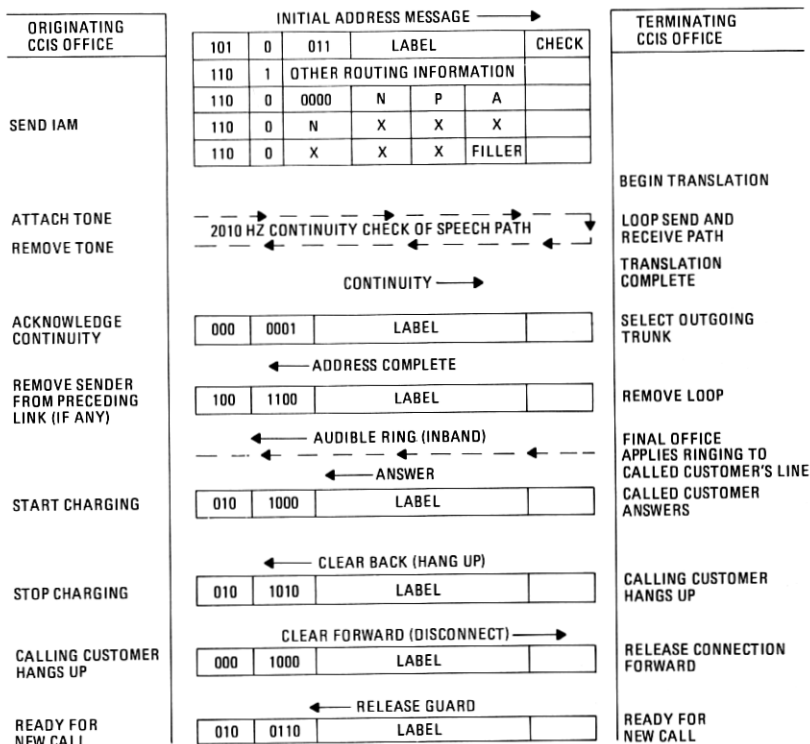 ORIGINATING
CCIS OFFICE
INITIAL ADDRESS MESSAGE
TERMINATING
CCIS OFFICE
101 0 011 LABEL CHECK
110 1 OTHER ROUTING INFORMATION
110 0 0000 N P A
SEND IAM
110 0 N X X X
110 0 X X X FILLER
BEGIN TRANSLATION
ATTACH TONE
2010 HZ CONTINUITY CHECK OF SPEECH PATH
LOOP SEND AND
RECEIVE PATH
REMOVE TONE
CONTINUITY
TRANSLATION
COMPLETE
ACKNOWLEDGE
CONTINUITY
000 0001 LABEL
SELECT OUTGOING
TRUNK
ADDRESS COMPLETE
REMOVE SENDER
FROM PRECEDING
LINK (IF ANY)
100 1100 LABEL
REMOVE LOOP
AUDIBLE RING (INBAND)
FINAL OFFICE
APPLIES RINGING TO
CALLED CUSTOMER'S LINE
ANSWER
START CHARGING
010 1000 LABEL
CALLED CUSTOMER
ANSWERS
CLEAR BACK (HANG UP)
STOP CHARGING
010 1010 LABEL
CALLING CUSTOMER
HANGS UP
CLEAR FORWARD (DISCONNECT)
CALLING CUSTOMER
HANGS UP
000 1000 LABEL
RELEASE CONNECTION
FORWARD
RELEASE GUARD
READY FOR
NEW CALL
010 0110 LABEL
READY FOR
NEW CALL